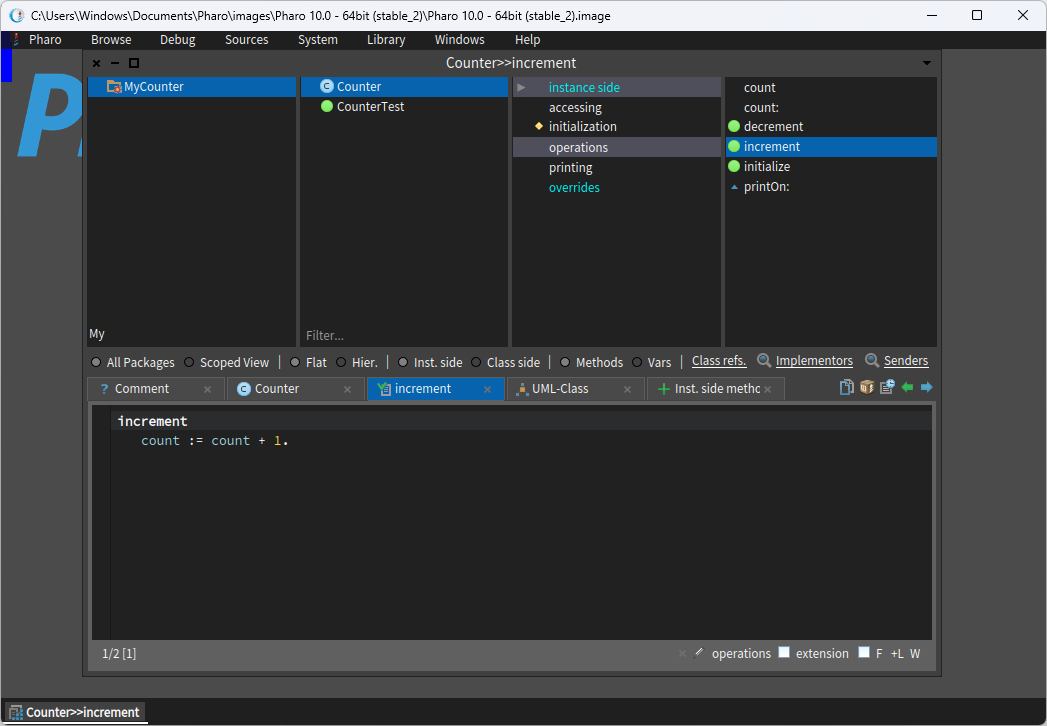 C:\Users\Windows\Documents\Pharo\images\Pharo 10.0 - 64bit (stable_2)\Pharo 10.0 - 64bit (stable_2).image
Pharo Browse Debug Sources System Library Windows Help
Counter>>increment
P
MyCounter
My
Counter
CounterTest
Filter...
instance side
accessing
initialization
operations
printing
overrides
count
count:
decrement
increment
initialize
printOn:
All Packages Scoped View | Flat Hier. | Inst. side Class side | Methods Vars | Class refs. Implementors Senders
? Comment Counter increment UML-Class Inst. side methc
increment
count := count + 1.
1/2 [1] operations extension F +L W
Counter>>increment